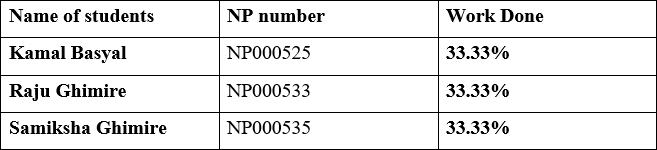 Name of students NP number Work Done
Kamal Basyal NP000525 33.33%
Raju Ghimire NP000533 33.33%
Samiksha Ghimire NP000535 33.33%